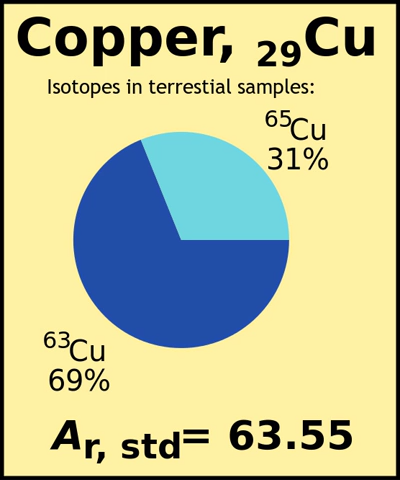 Copper, ₂₉Cu
Isotopes in terrestial samples:
⁶⁵Cu
31%
⁶³Cu
69%
Ar, std= 63.55